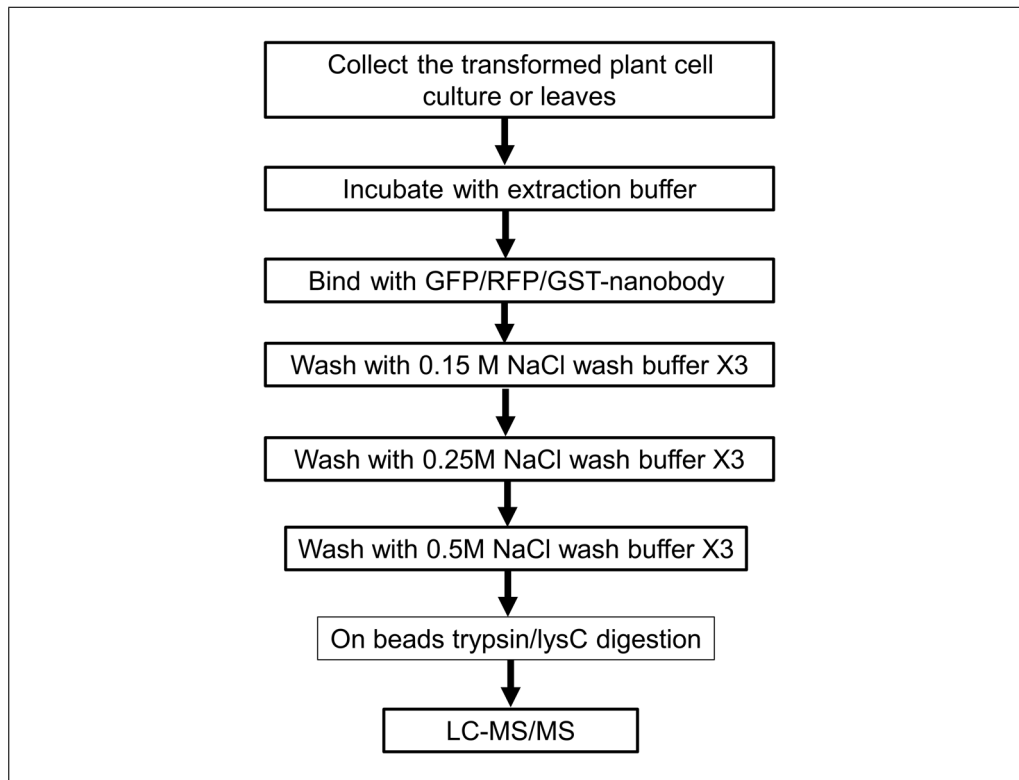 Collect the transformed plant cell
culture or leaves
Incubate with extraction buffer
Bind with GFP/RFP/GST-nanobody
Wash with 0.15 M NaCl wash buffer X3
Wash with 0.25M NaCl wash buffer X3
Wash with 0.5M NaCl wash buffer X3
On beads trypsin/lysC digestion
LC-MS/MS